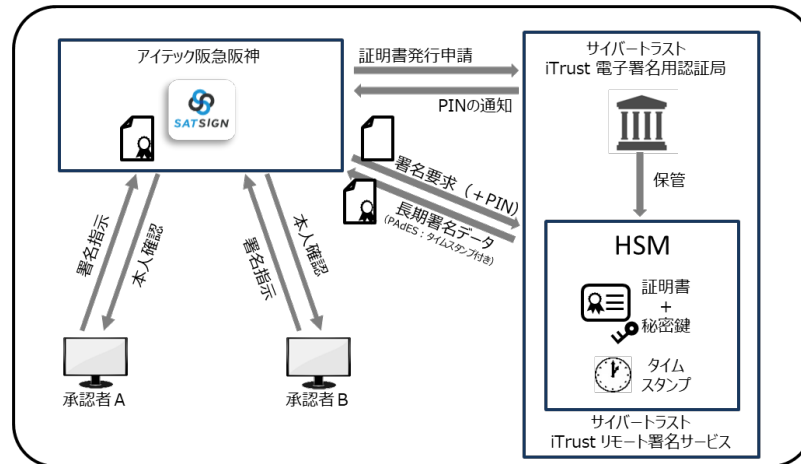 アイテック阪急阪神
SATSIGN
証明書発行申請
PINの通知
サイバートラスト
iTrust 電子署名用認証局
署名要求（+PIN）
長期署名データ
（PAdES：タイムスタンプ付き）
保管
HSM
証明書
+
秘密鍵
タイム
スタンプ
サイバートラスト
iTrust リモート署名サービス
署名指示
本人確認
署名指示
本人確認
承認者A
承認者B